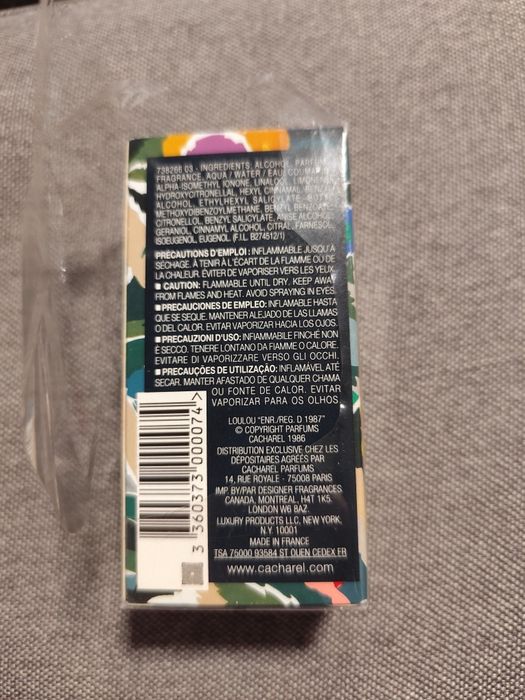 738266 03 - INGREDIENTS: ALCOHOL, PARFUM/
FRAGRANCE, AQUA / WATER / EAU, COUMARIN,
ALPHA-ISOMETHYL IONONE, LINALOOL, LIMONENE,
HYDROXYCITRONELLAL, HEXYL CINNAMAL, BENZYL
ALCOHOL, ETHYLHEXYL SALICYLATE, BUTYL
METHOXYDIBENZOYLMETHANE, BENZYL BENZOATE,
CITRONELLOL, BENZYL SALICYLATE, ANISE ALCOHOL,
GERANIOL, CINNAMYL ALCOHOL, CITRAL, FARNESOL,
ISOEUGENOL, EUGENOL. (F.I.L. B274512/1)
PRÉCAUTIONS D'EMPLOI : INFLAMMABLE JUSQU'A
SÉCHAGE. À TENIR À L'ÉCART DE LA FLAMME OU DE
LA CHALEUR. ÉVITER DE VAPORISER VERS LES YEUX.
■ CAUTION: FLAMMABLE UNTIL DRY. KEEP AWAY
FROM FLAMES AND HEAT. AVOID SPRAYING IN EYES.
■ PRECAUCIONES DE EMPLEO: INFLAMABLE HASTA
QUE SE SEQUE. MANTENER ALEJADO DE LAS LLAMAS
O DEL CALOR. EVITAR VAPORIZAR HACIA LOS OJOS.
■ PRECAUZIONI D'USO: INFIAMMABILE FINCHÉ NON
È SECCO. TENERE LONTANO DA FIAMME O CALORE.
EVITARE DI VAPORIZZARE VERSO GLI OCCHI.
■ PRECAUÇÕES DE UTILIZAÇÃO: INFLAMÁVEL ATÉ
SECAR. MANTER AFASTADO DE QUALQUER CHAMA
OU FONTE DE CALOR. EVITAR
VAPORIZAR PARA OS OLHOS
LOULOU "ENR./REG. D 1987"
© COPYRIGHT PARFUMS
CACHAREL 1986
DISTRIBUTION EXCLUSIVE CHEZ LES
DÉPOSITAIRES AGRÉÉS PAR
CACHAREL PARFUMS
14, RUE ROYALE - 75008 PARIS
IMP. BY/PAR DESIGNER FRAGRANCES
CANADA, MONTREAL, H4T 1K5.
LONDON W6 8AZ.
LUXURY PRODUCTS LLC, NEW YORK,
N.Y. 10001
MADE IN FRANCE
TSA 75000 93584 ST OUEN CEDEX FR
www.cacharel.com
3 360373 000074 >